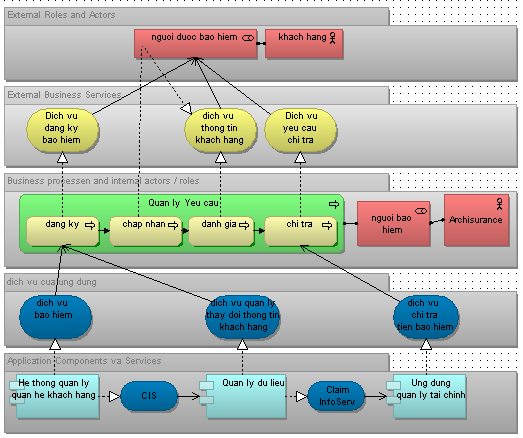 External Roles and Actors
nguoi duoc bao hiem
khach hang
External Business Services
Dich vu
dang ky
bao hiem
dich vu
thong tin
khach hang
Dich vu
yeu cau
chi tra
Business processen and internal actors / roles
Quan ly Yeu cau
dang ky
chap nhan
danh gia
chi tra
nguoi bao
hiem
Archisurance
dich vu cua ung dung
dich vu
bao hiem
dich vu quan ly
thay doi thong tin
khach hang
dich vu
chi tra
tien bao hiem
Application Components va Services
He thong quan ly
quan he khach hang
CIS
Quan ly du lieu
Claim
InfoServ
Ung dung
quan ly tai chinh